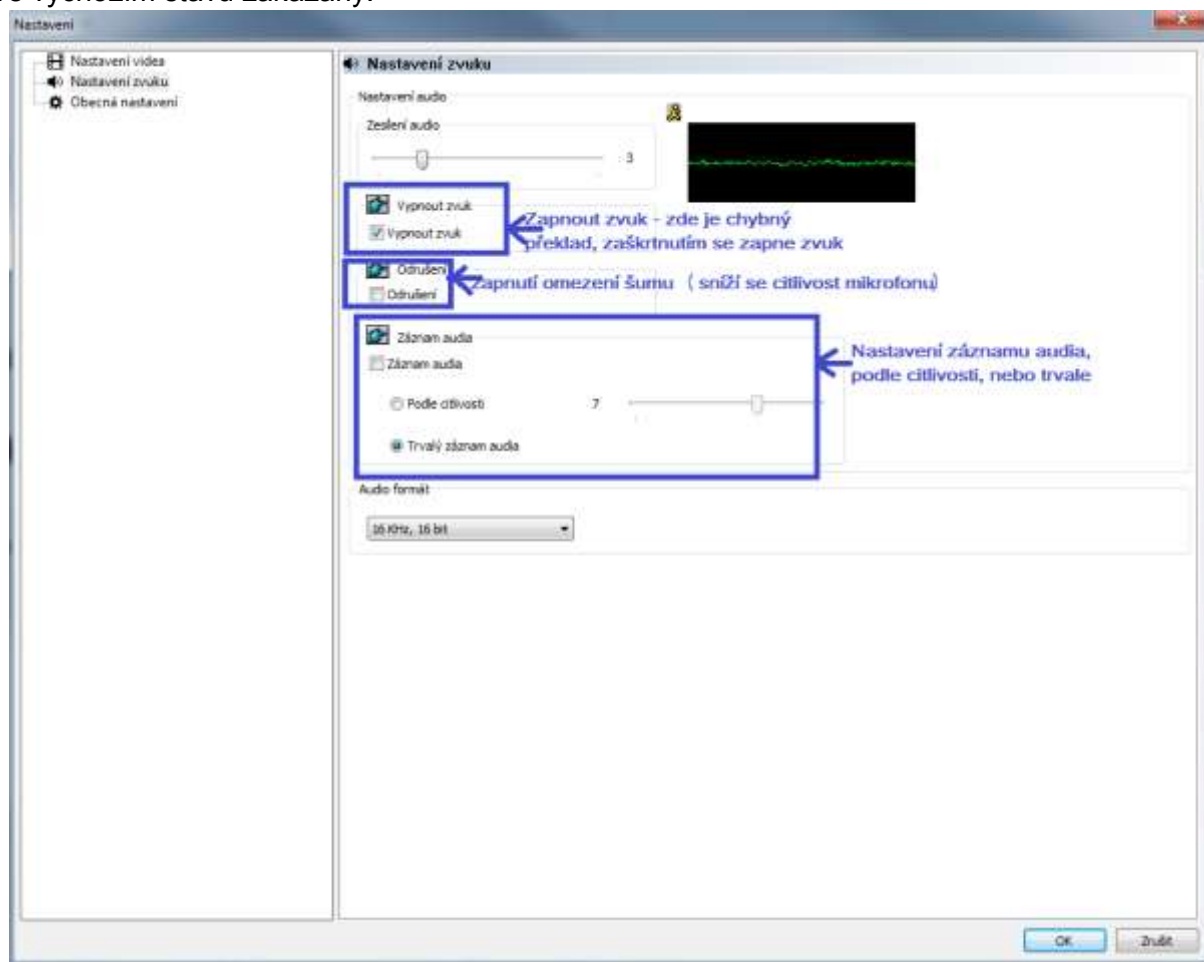 výchozím stavu zakázaný.
Nastavení
Nastavení videa
Nastavení zvuku
Obecná nastavení
Nastavení zvuku
Nastavení audio
Zesílení audio
3
Vypnout zvuk
Vypnout zvuk
Zapnout zvuk - zde je chybný
překlad, zaškrtnutím se zapne zvuk
Odrušení
Odrušení
Zapnutí omezení šumu ( sníží se citlivost mikrofonu)
Záznam audia
Záznam audia
Podle citlivosti 7
Trvalý záznam audia
Nastavení záznamu audia,
podle citlivosti, nebo trvale
Audio formát
16 KHz, 16 bit
OK Zrušit